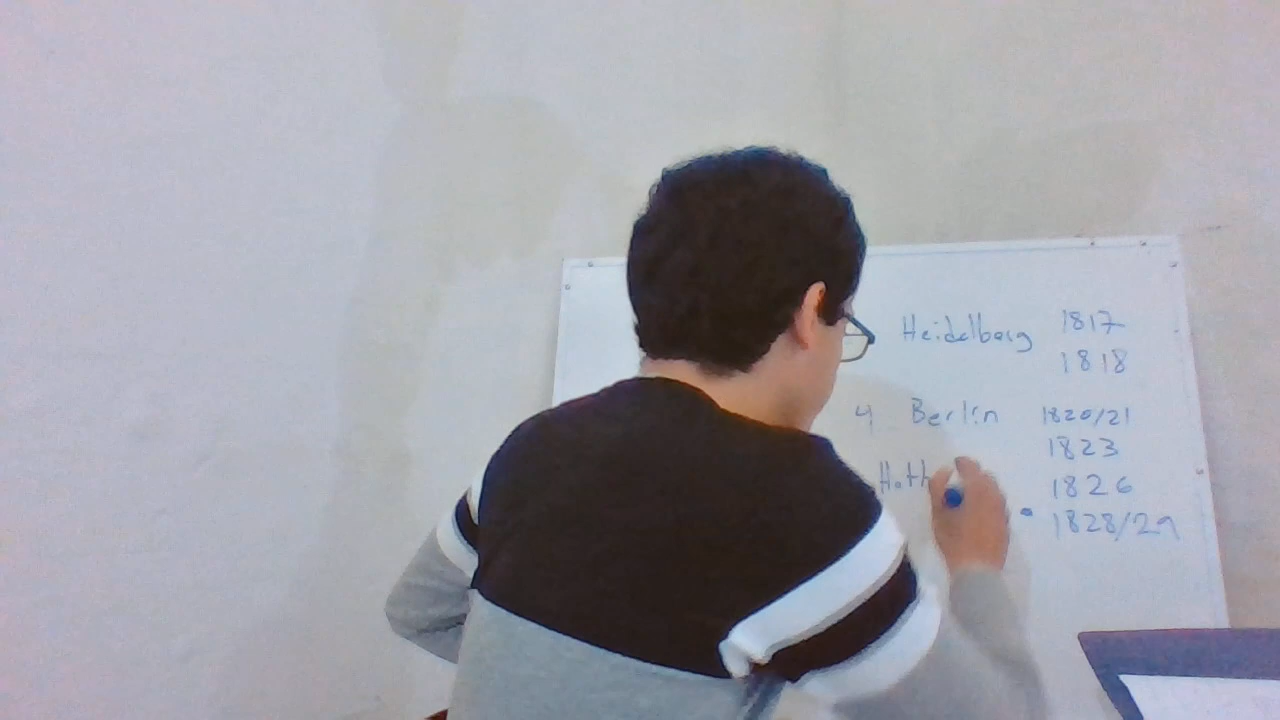 Heidelberg 1817
1818
4 Berlin 1820/21
1823
Hoth 1826
• 1828/29